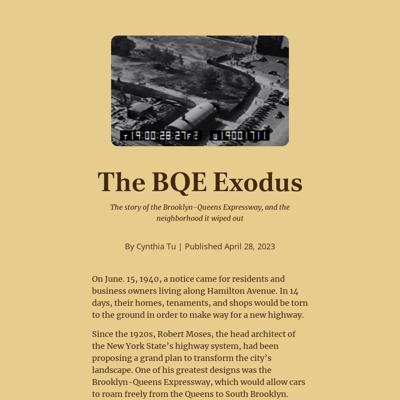 T 19:00:28:27F2 W 19001711
The BQE Exodus
The story of the Brooklyn-Queens Expressway, and the
neighborhood it wiped out
By Cynthia Tu | Published April 28, 2023
On June. 15, 1940, a notice came for residents and
business owners living along Hamilton Avenue. In 14
days, their homes, tenaments, and shops would be torn
to the ground in order to make way for a new highway.
Since the 1920s, Robert Moses, the head architect of
the New York State's highway system, had been
proposing a grand plan to transform the city's
landscape. One of his greatest designs was the
Brooklyn-Queens Expressway, which would allow cars
to roam freely from the Queens to South Brooklyn.